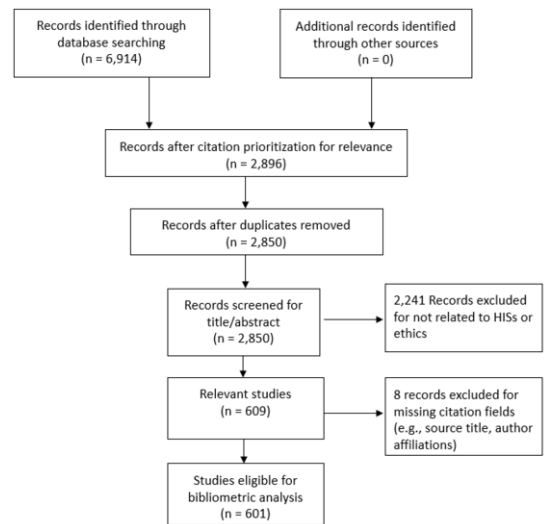 Records identified through
database searching
(n = 6,914)
Additional records identified
through other sources
(n = 0)
Records after citation prioritization for relevance
(n = 2,896)
Records after duplicates removed
(n = 2,850)
Records screened for
title/abstract
(n = 2,850)
2,241 Records excluded
for not related to HISs or
ethics
Relevant studies
(n = 609)
8 records excluded for
missing citation fields
(e.g., source title, author
affiliations)
Studies eligible for
bibliometric analysis
(n = 601)